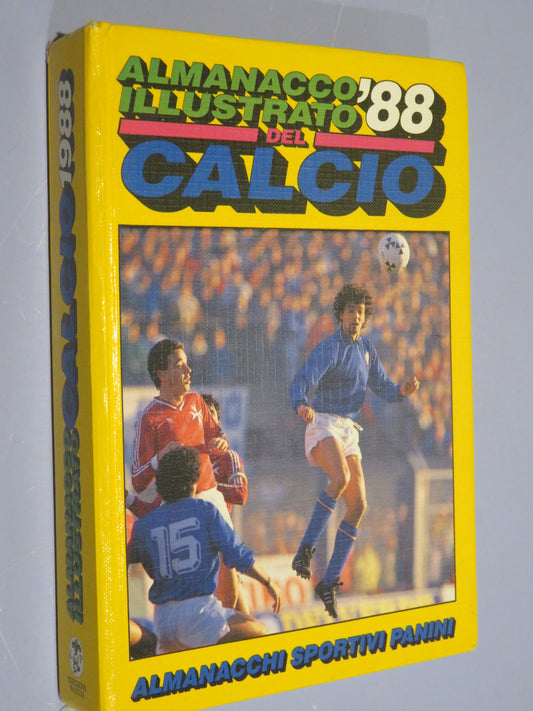 ALMANACCO
ILLUSTRATO '88
DEL
CALCIO
15
ALMANACCHI SPORTIVI PANINI
ALMANACCO
ILLUSTRATO
CALCIO 1988